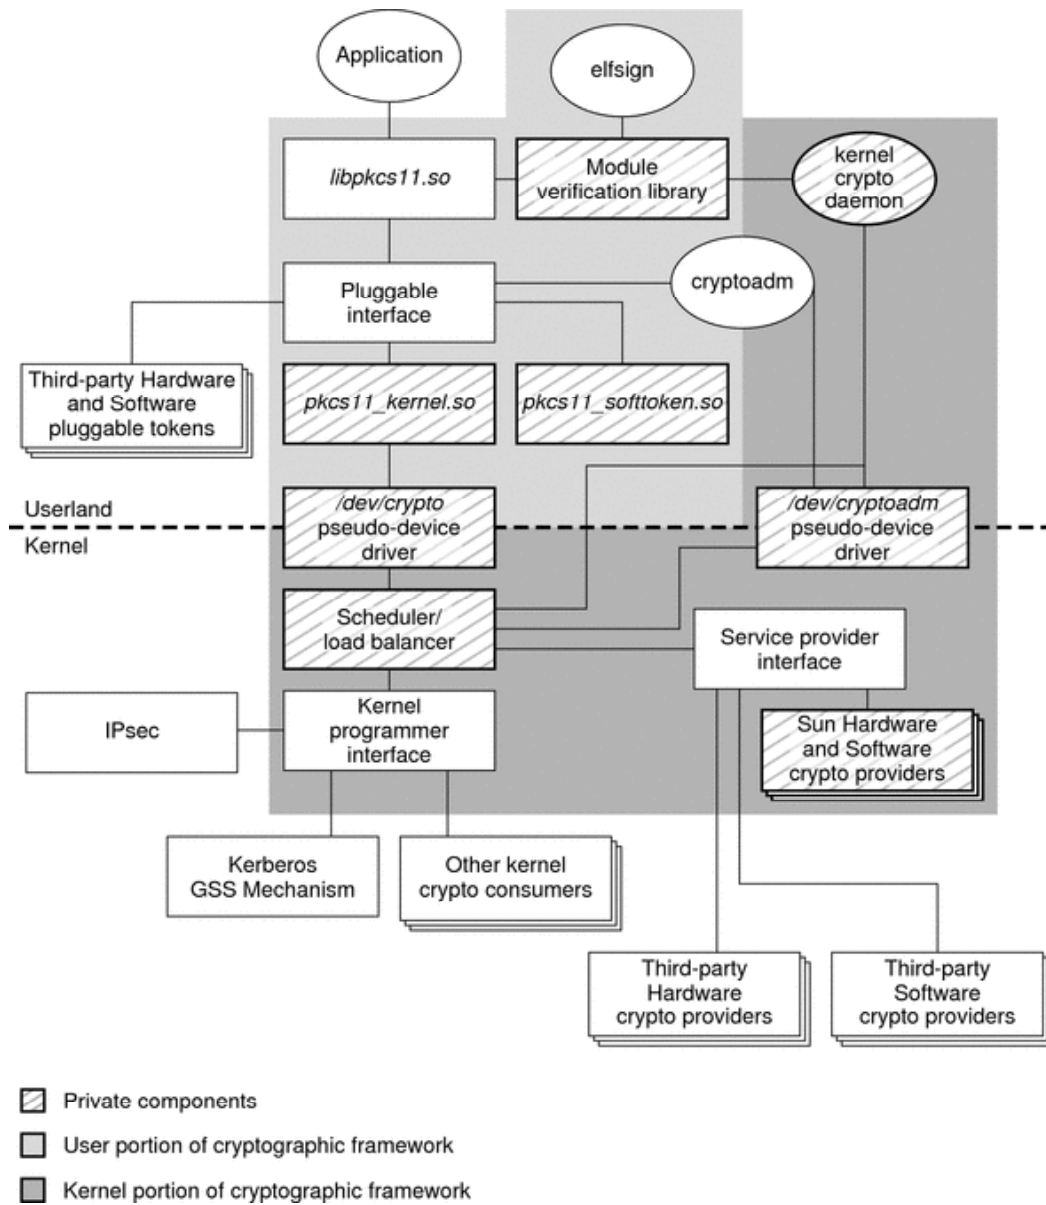 Application
elfsign
libpkcs11.so
Module
verification library
kernel
crypto
daemon
cryptoadm
Pluggable
interface
Third-party Hardware
and Software
pluggable tokens
pkcs11_kernel.so
pkcs11_softtoken.so
Userland
Kernel
/dev/crypto
pseudo-device
driver
/dev/cryptoadm
pseudo-device
driver
Scheduler/
load balancer
Service provider
interface
IPsec
Kernel
programmer
interface
Sun Hardware
and Software
crypto providers
Kerberos
GSS Mechanism
Other kernel
crypto consumers
Third-party
Hardware
crypto providers
Third-party
Software
crypto providers
Private components
User portion of cryptographic framework
Kernel portion of cryptographic framework